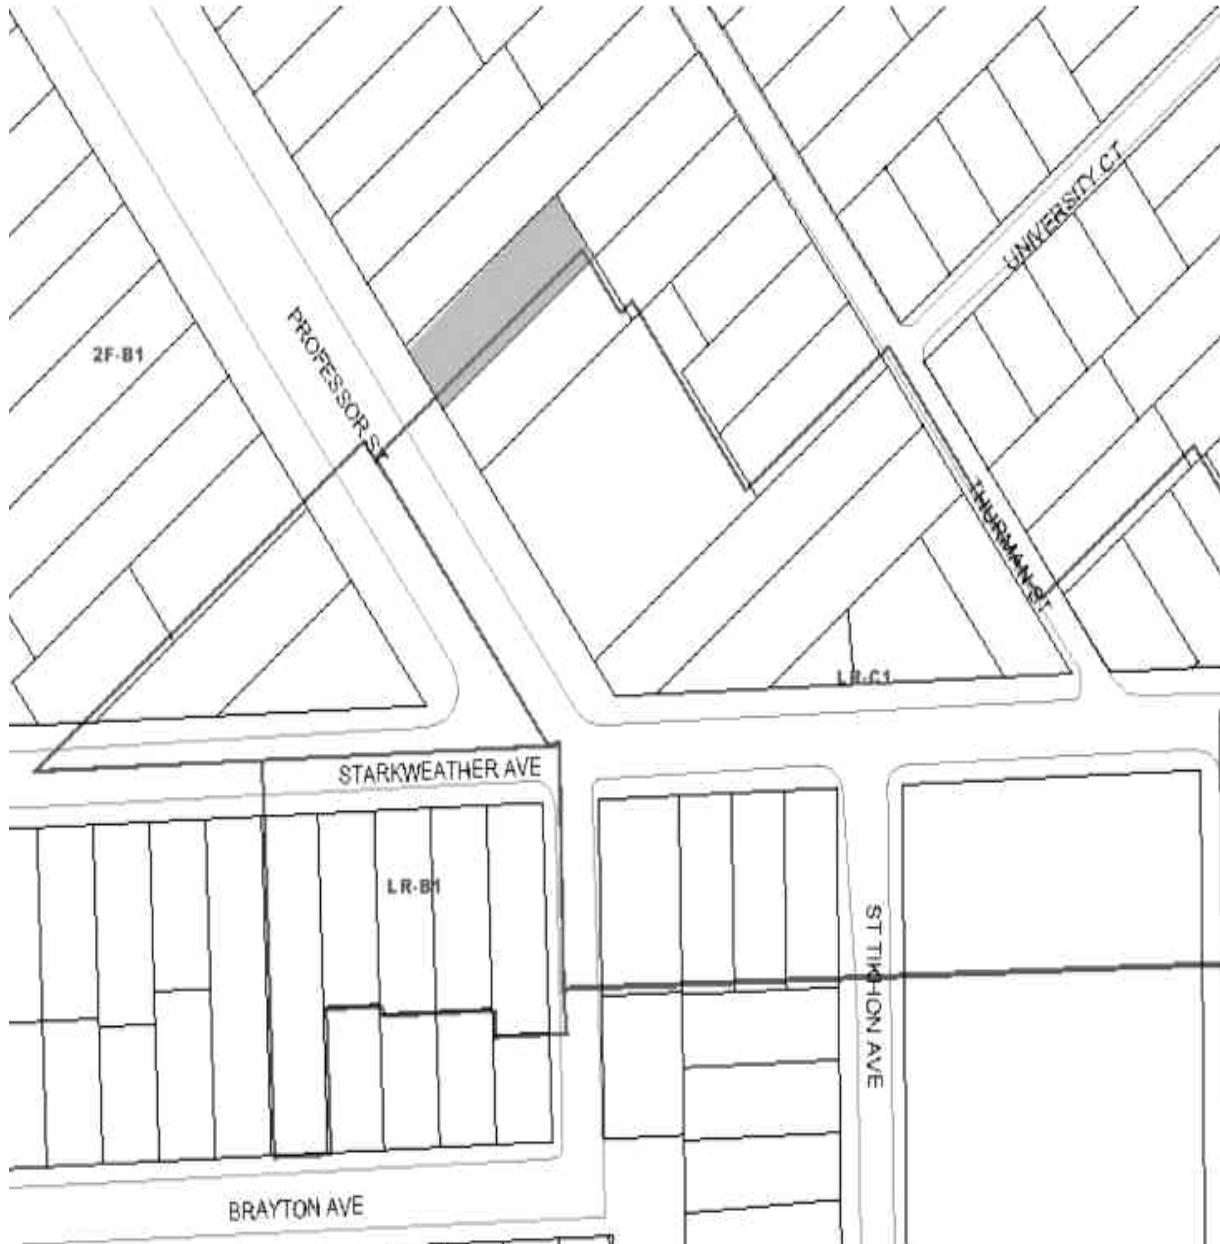 UNIVERSITY CT
PROFESSOR ST
2F-B1
THURMAN ST
LR-C1
STARKWEATHER AVE
LR-B1
ST TIKHON AVE
BRAYTON AVE